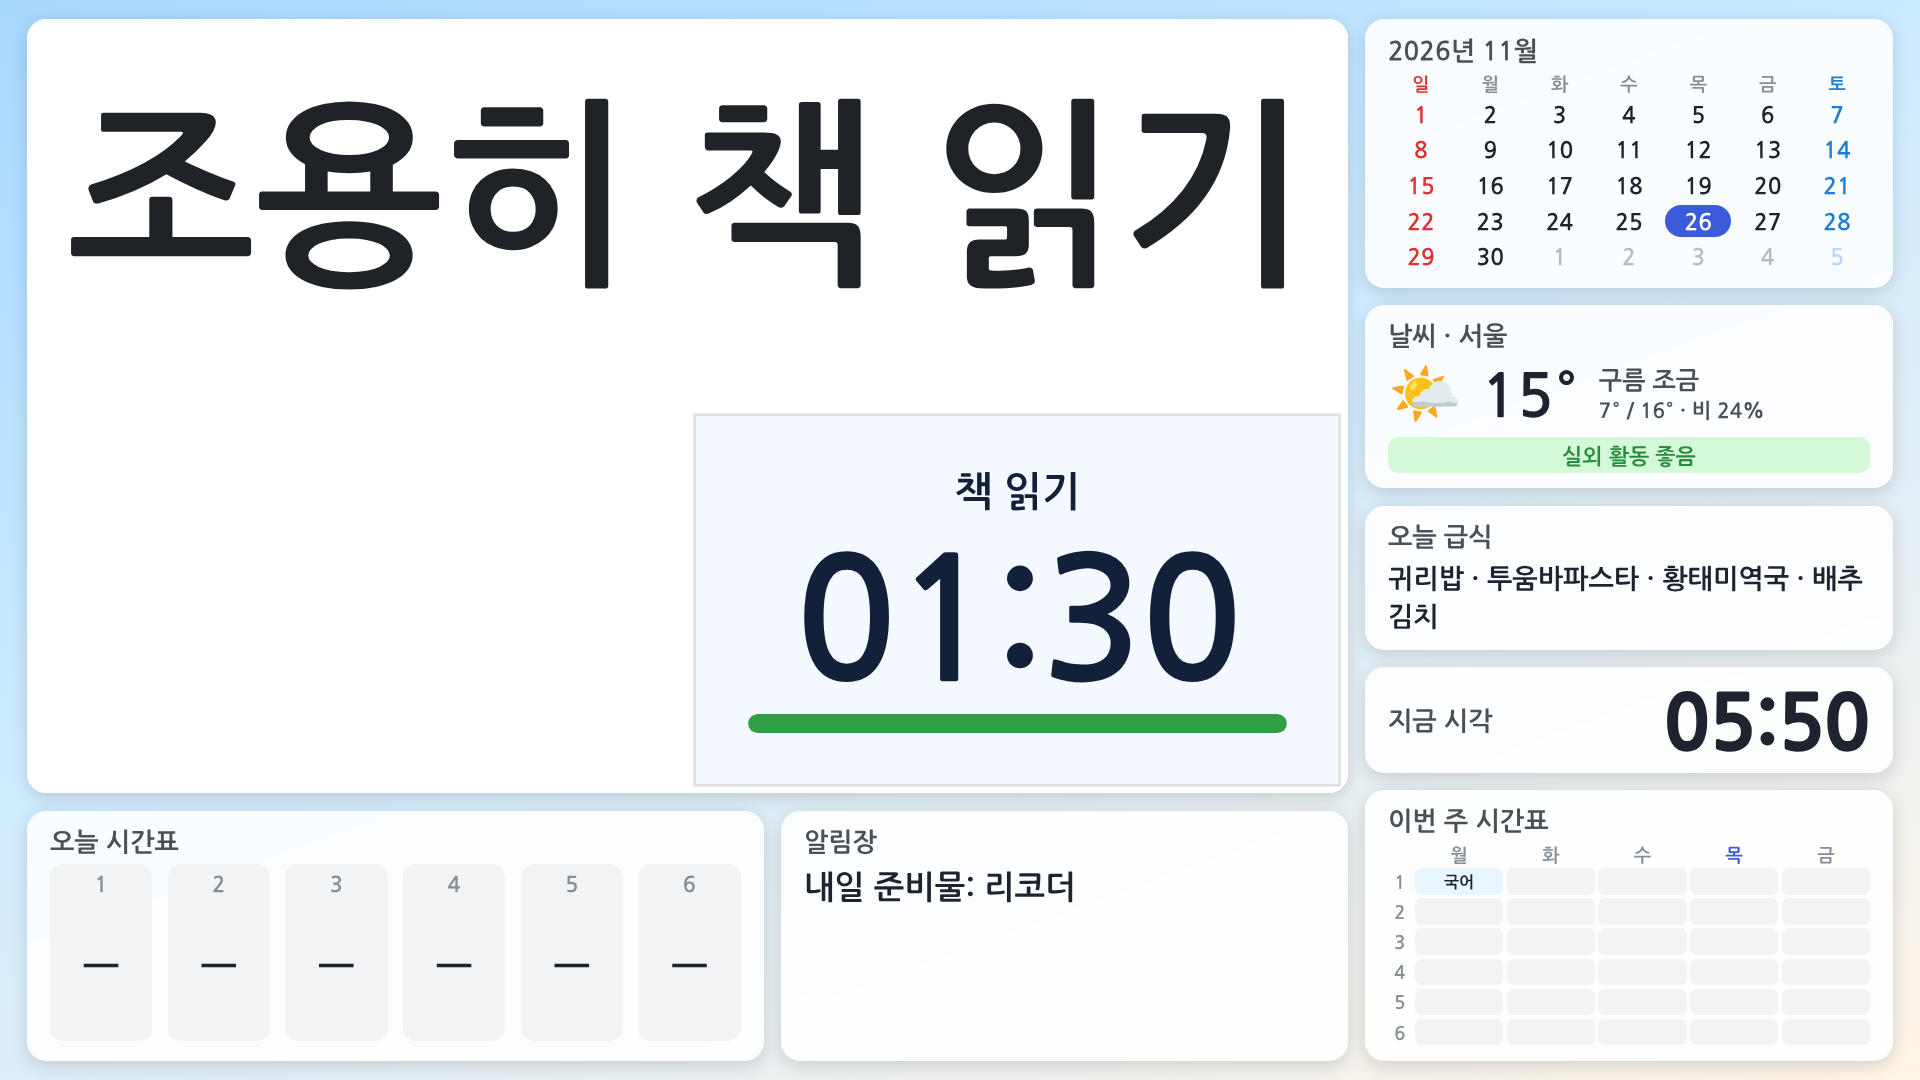 조용히 책 읽기
책 읽기
01:30
오늘 시간표
1 2 3 4 5 6
— — — — — —
알림장
내일 준비물: 리코더
2026년 11월
일 월 화 수 목 금 토
1 2 3 4 5 6 7
8 9 10 11 12 13 14
15 16 17 18 19 20 21
22 23 24 25 26 27 28
29 30 1 2 3 4 5
날씨 · 서울
15°
구름 조금
7° / 16° · 비 24%
실외 활동 좋음
오늘 급식
귀리밥 · 투움바파스타 · 황태미역국 · 배추
김치
지금 시각 05:50
이번 주 시간표
월 화 수 목 금
1 국어
2
3
4
5
6